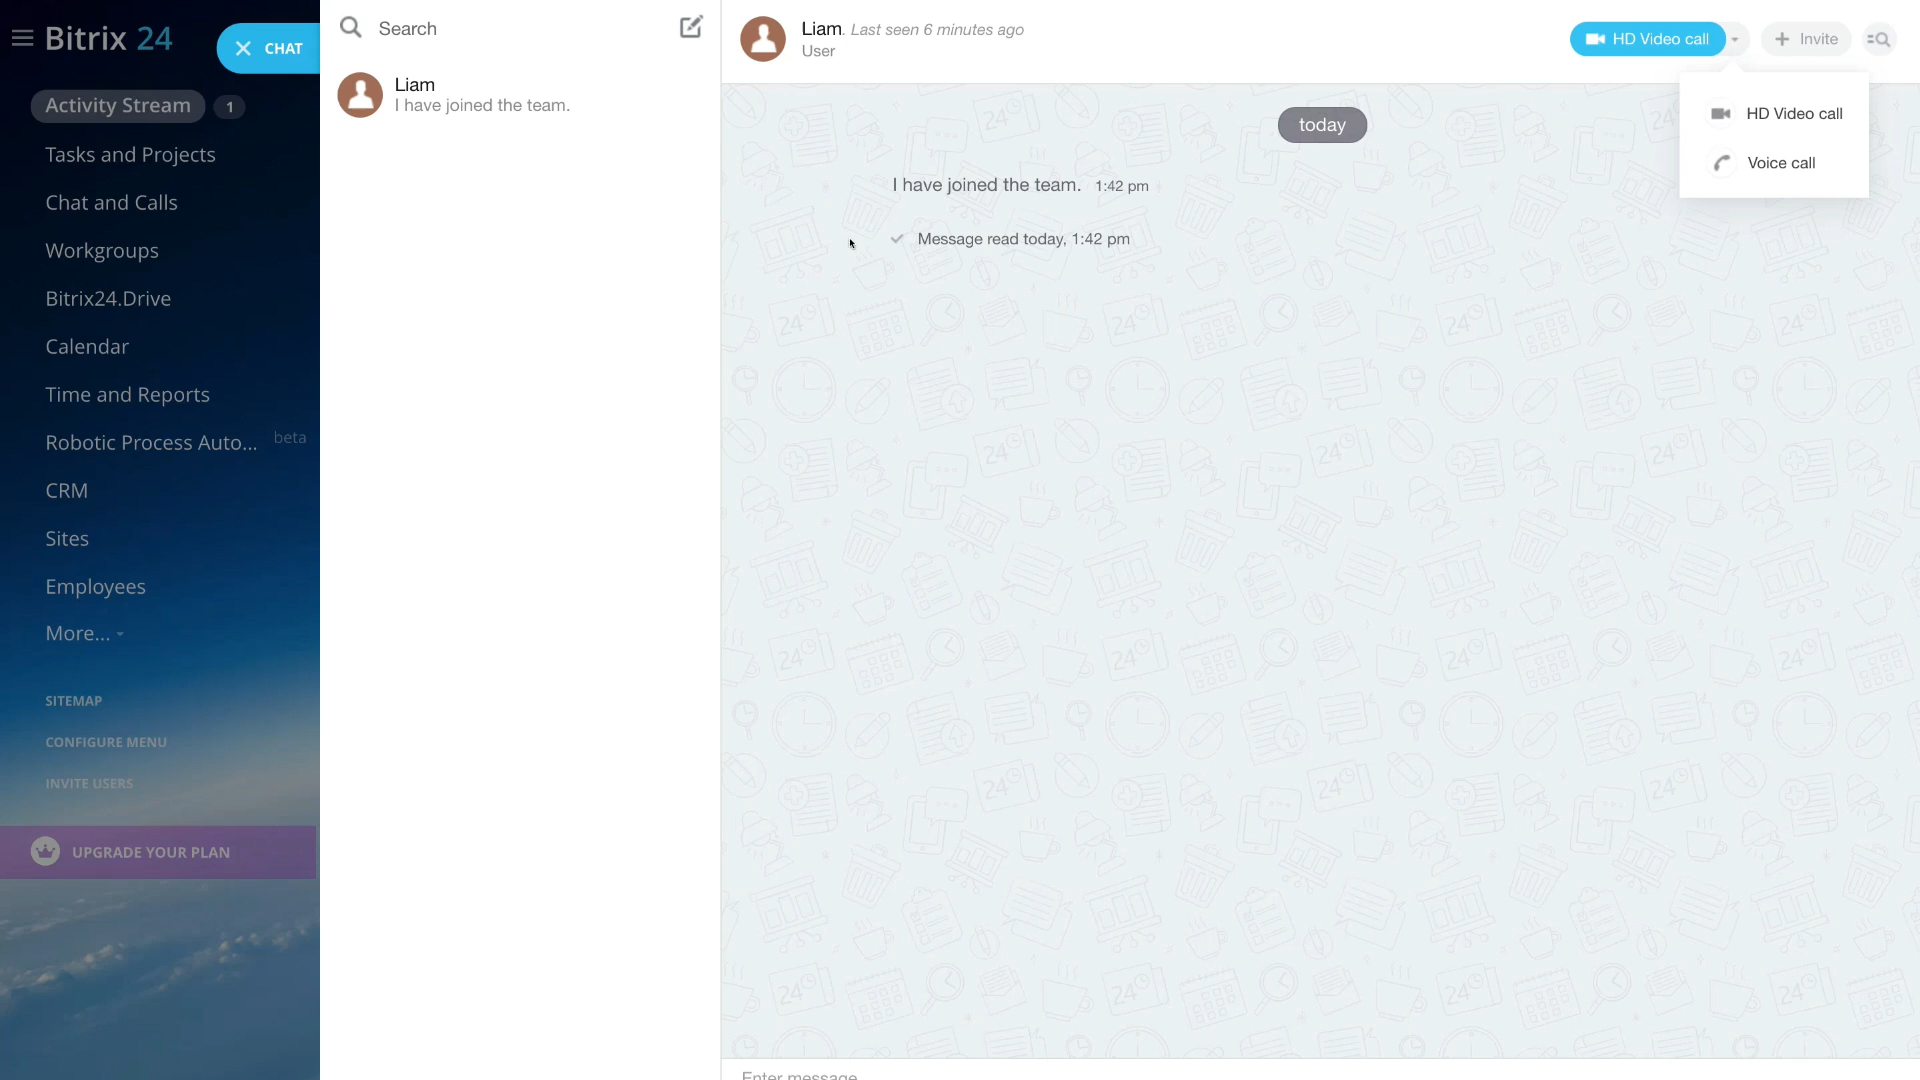 Bitrix 24
CHAT
Activity Stream 1
Tasks and Projects
Chat and Calls
Workgroups
Bitrix24.Drive
Calendar
Time and Reports
Robotic Process Auto... beta
CRM
Sites
Employees
More...
SITEMAP
CONFIGURE MENU
INVITE USERS
UPGRADE YOUR PLAN
Search
Liam
I have joined the team.
Liam. Last seen 6 minutes ago
User
HD Video call
Invite
HD Video call
Voice call
today
I have joined the team. 1:42 pm
Message read today, 1:42 pm
Enter message